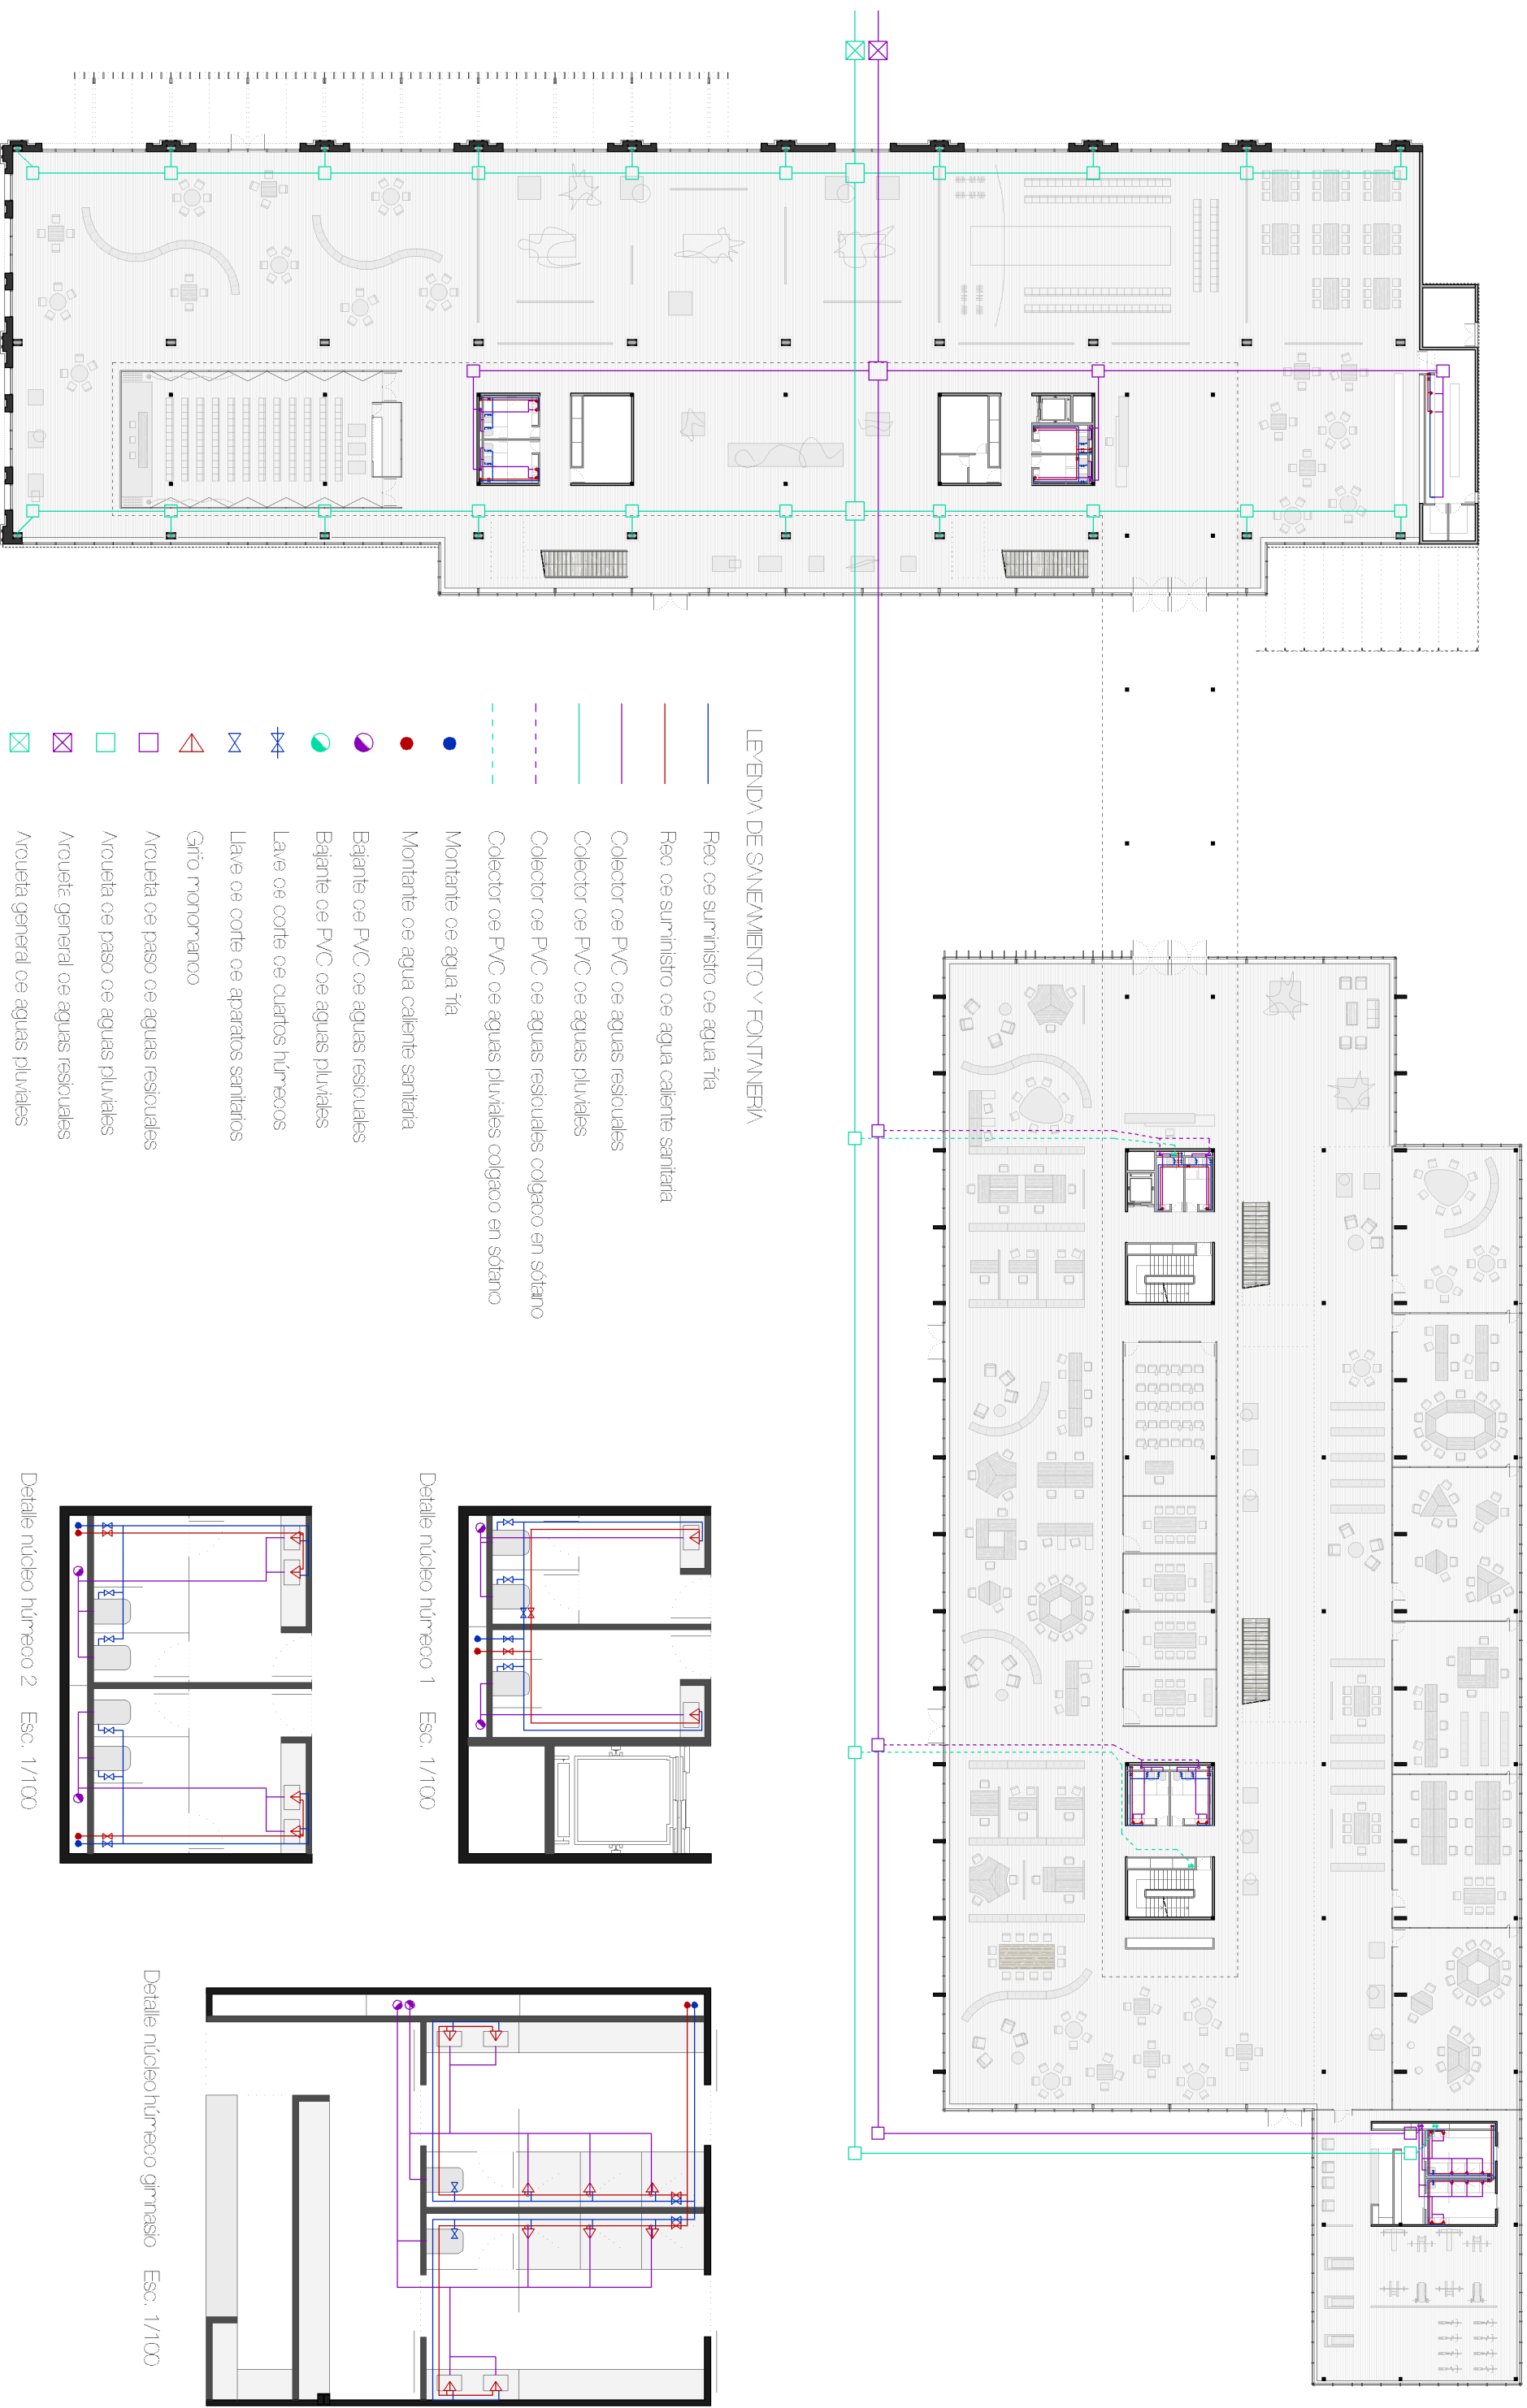 LEYENDA DE SANEAMIENTO Y FONTANERÍA
Red de suministro de agua fría
Red de suministro de agua caliente sanitaria
Colector de PVC de aguas residuales
Colector de PVC de aguas pluviales
Colector de PVC de aguas residuales colgado en sótano
Colector de PVC de aguas pluviales colgado en sótano
Montante de agua fría
Montante de agua caliente sanitaria
Bajante de PVC de aguas residuales
Bajante de PVC de aguas pluviales
Llave de corte de cuartos húmedos
Llave de corte de aparatos sanitarios
Grifo monomando
Arqueta de paso de aguas residuales
Arqueta de paso de aguas pluviales
Arqueta general de aguas residuales
Arqueta general de aguas pluviales
Detalle núcleo húmedo 1 Esc. 1/100
Detalle núcleo húmedo 2 Esc. 1/100
Detalle núcleo húmedo gimnasio Esc. 1/100